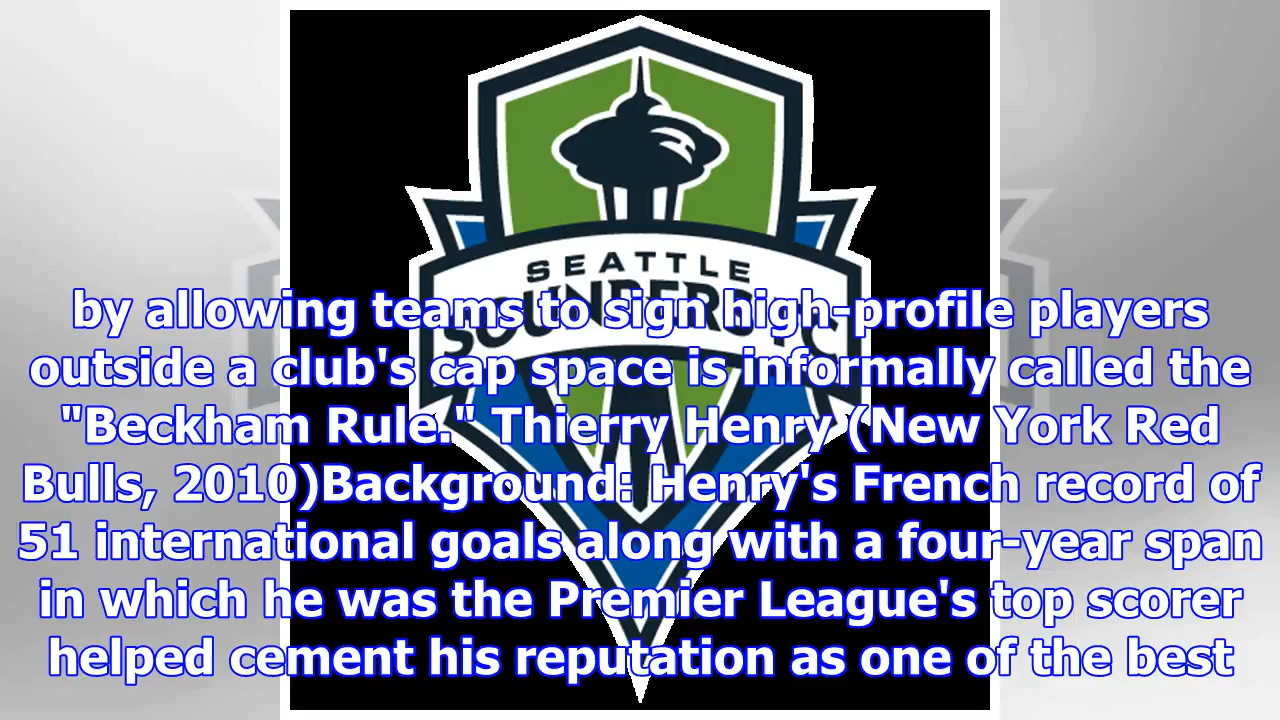 SEATTLE
SOUNDERS FC
by allowing teams to sign high-profile players
outside a club's cap space is informally called the
"Beckham Rule." Thierry Henry (New York Red
Bulls, 2010)Background: Henry's French record of
51 international goals along with a four-year span
in which he was the Premier League's top scorer
helped cement his reputation as one of the best